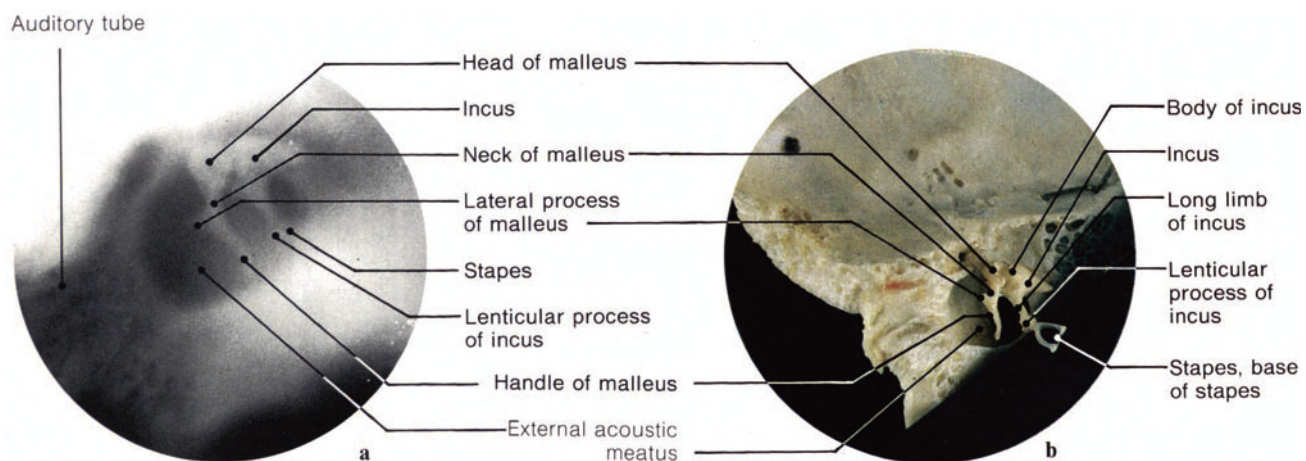 Auditory tube
Head of malleus
Incus
Neck of malleus
Lateral process
of malleus
Stapes
Lenticular process
of incus
Handle of malleus
External acoustic
meatus
a
Body of incus
Incus
Long limb
of incus
Lenticular
process of
incus
Stapes, base
of stapes
b